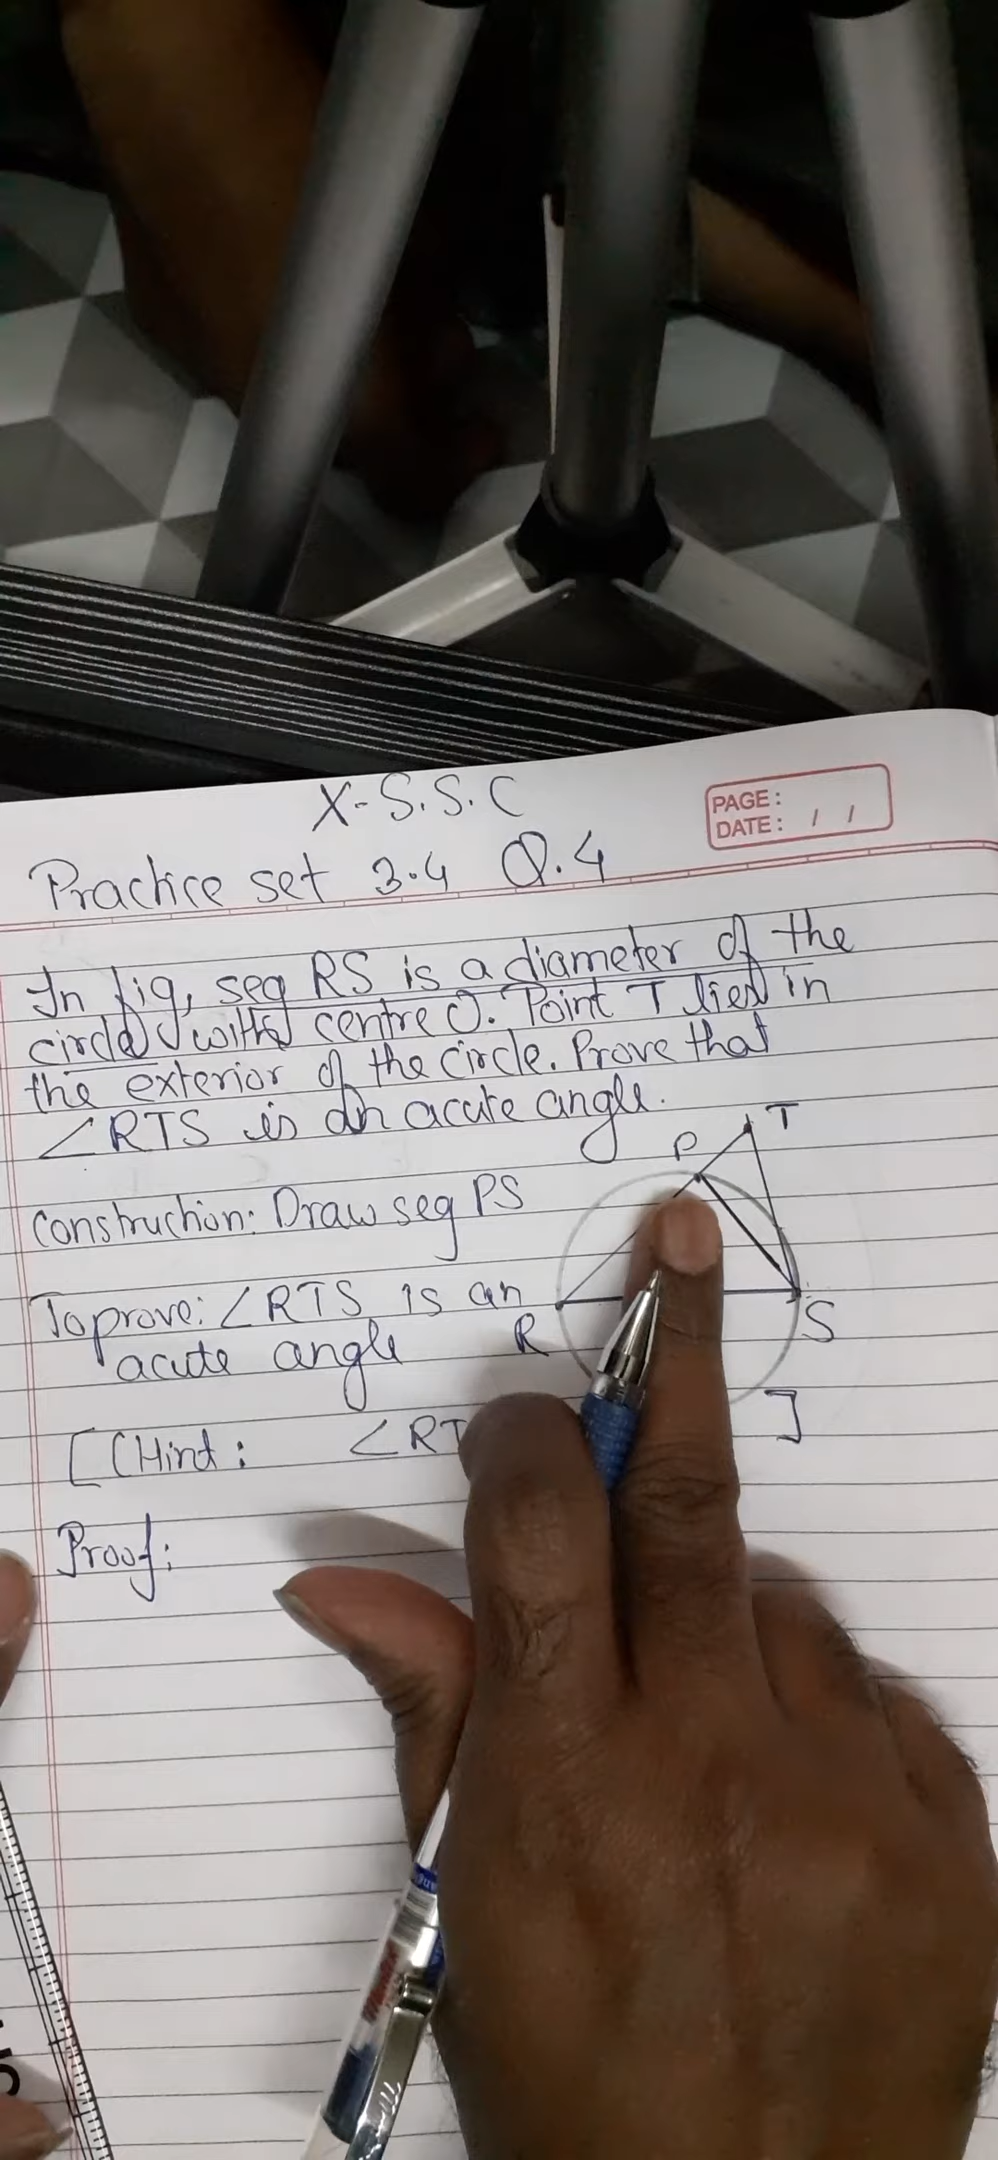 X-S.S.C
PAGE:
DATE: / /
Practice set 3.4 Q.4
In fig, seg RS is a diameter of the
circle with centre O. Point T lies in
the exterior of the circle. Prove that
∠RTS is an acute angle.
T
P
Construction: Draw seg PS
To prove: ∠RTS is an
acute angle
R
S
[(Hint: ∠RT ]
Proof: